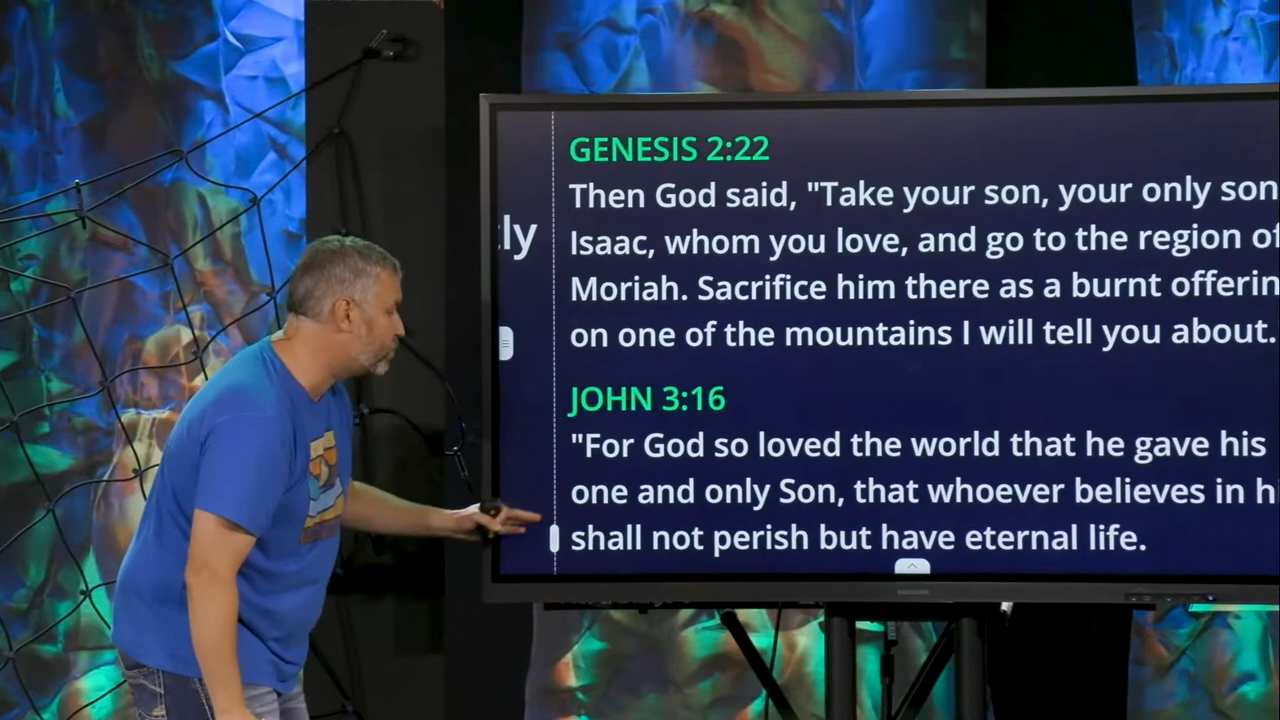 GENESIS 2:22
Then God said, "Take your son, your only son
Isaac, whom you love, and go to the region of
Moriah. Sacrifice him there as a burnt offerin
on one of the mountains I will tell you about.
ly
JOHN 3:16
"For God so loved the world that he gave his
one and only Son, that whoever believes in h
shall not perish but have eternal life.